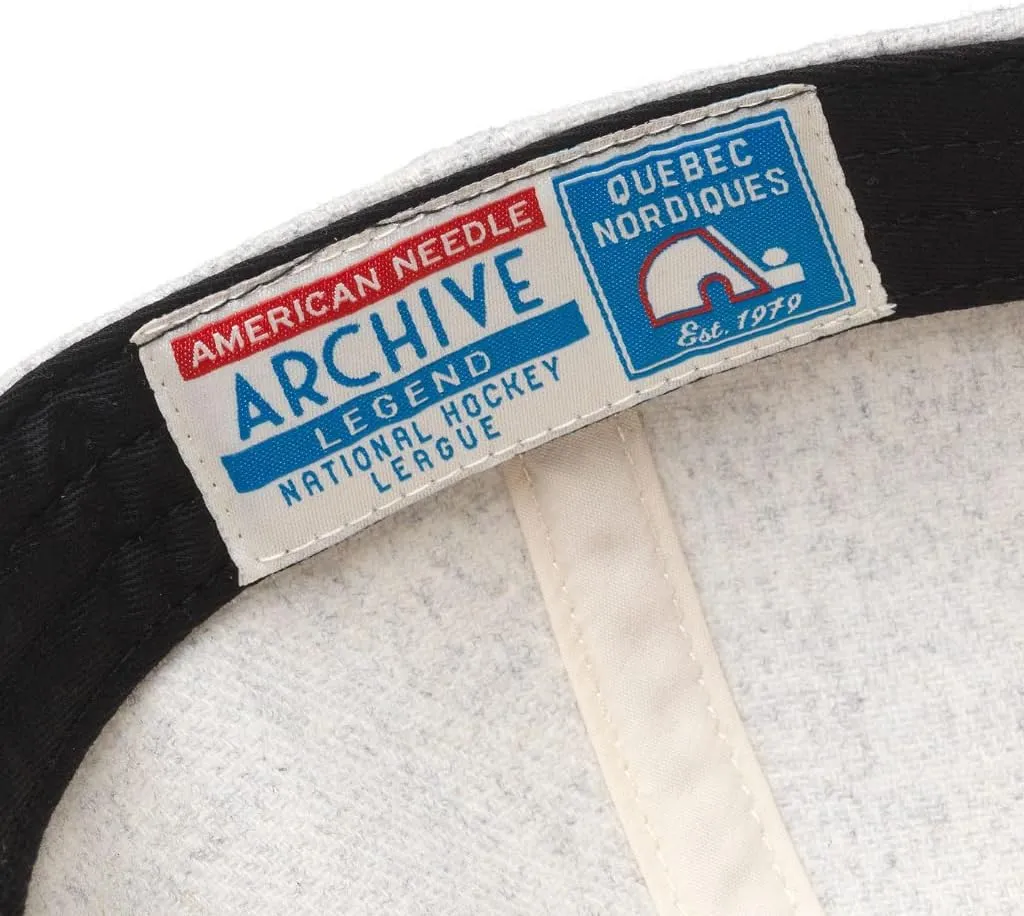 AMERICAN NEEDLE
ARCHIVE
LEGEND
NATIONAL HOCKEY
LEAGUE
QUEBEC
NORDIQUES
Est. 1979